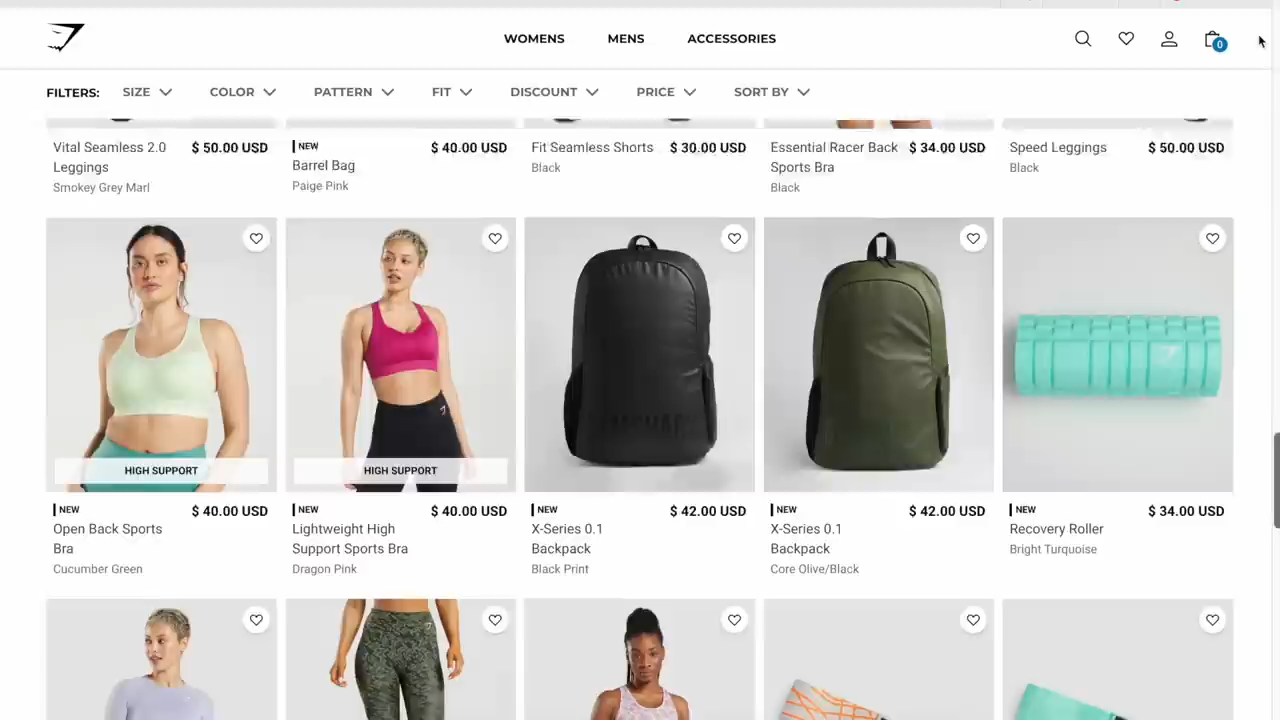 WOMENS MENS ACCESSORIES
0
FILTERS: SIZE COLOR PATTERN FIT DISCOUNT PRICE SORT BY
Vital Seamless 2.0 $ 50.00 USD
Leggings
Smokey Grey Marl
NEW $ 40.00 USD
Barrel Bag
Paige Pink
Fit Seamless Shorts $ 30.00 USD
Black
Essential Racer Back $ 34.00 USD
Sports Bra
Black
Speed Leggings $ 50.00 USD
Black
HIGH SUPPORT
NEW $ 40.00 USD
Open Back Sports
Bra
Cucumber Green
HIGH SUPPORT
NEW $ 40.00 USD
Lightweight High
Support Sports Bra
Dragon Pink
NEW $ 42.00 USD
X-Series 0.1
Backpack
Black Print
NEW $ 42.00 USD
X-Series 0.1
Backpack
Core Olive/Black
NEW $ 34.00 USD
Recovery Roller
Bright Turquoise